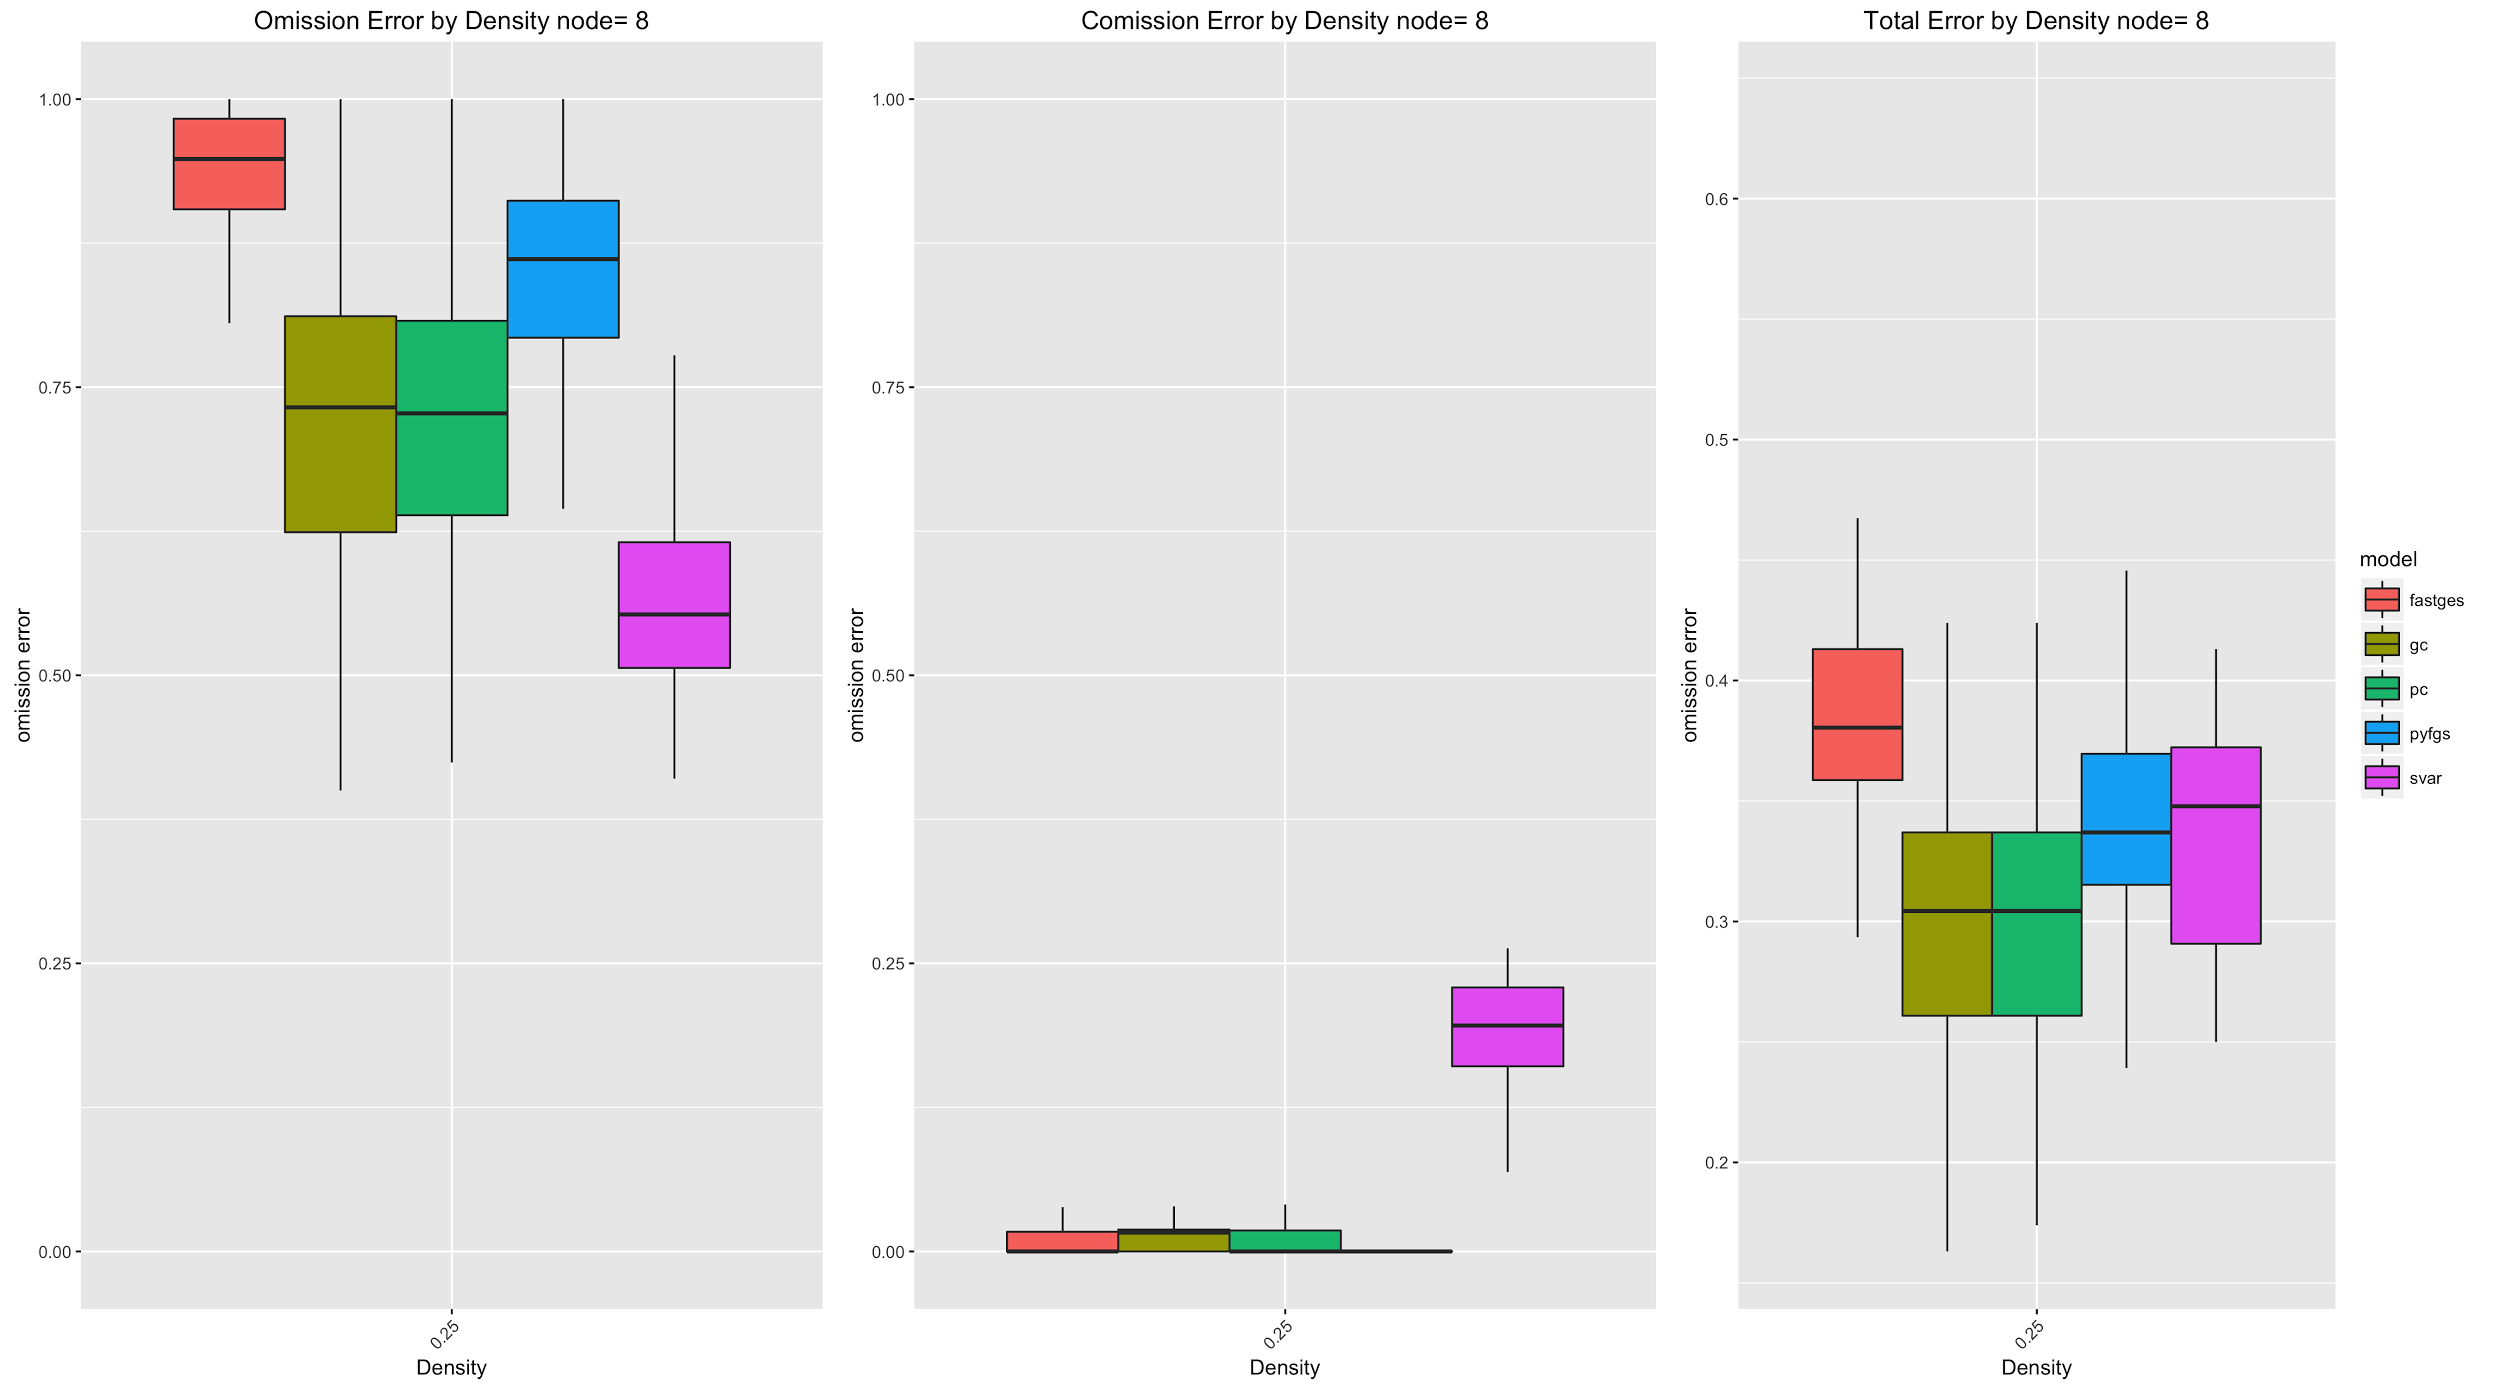 Omission Error by Density node= 8
omission error
1.00
0.75
0.50
0.25
0.00
0.25
Density
Comission Error by Density node= 8
omission error
1.00
0.75
0.50
0.25
0.00
0.25
Density
Total Error by Density node= 8
omission error
0.6
0.5
0.4
0.3
0.2
0.25
Density
model
fastges
gc
pc
pyfgs
svar